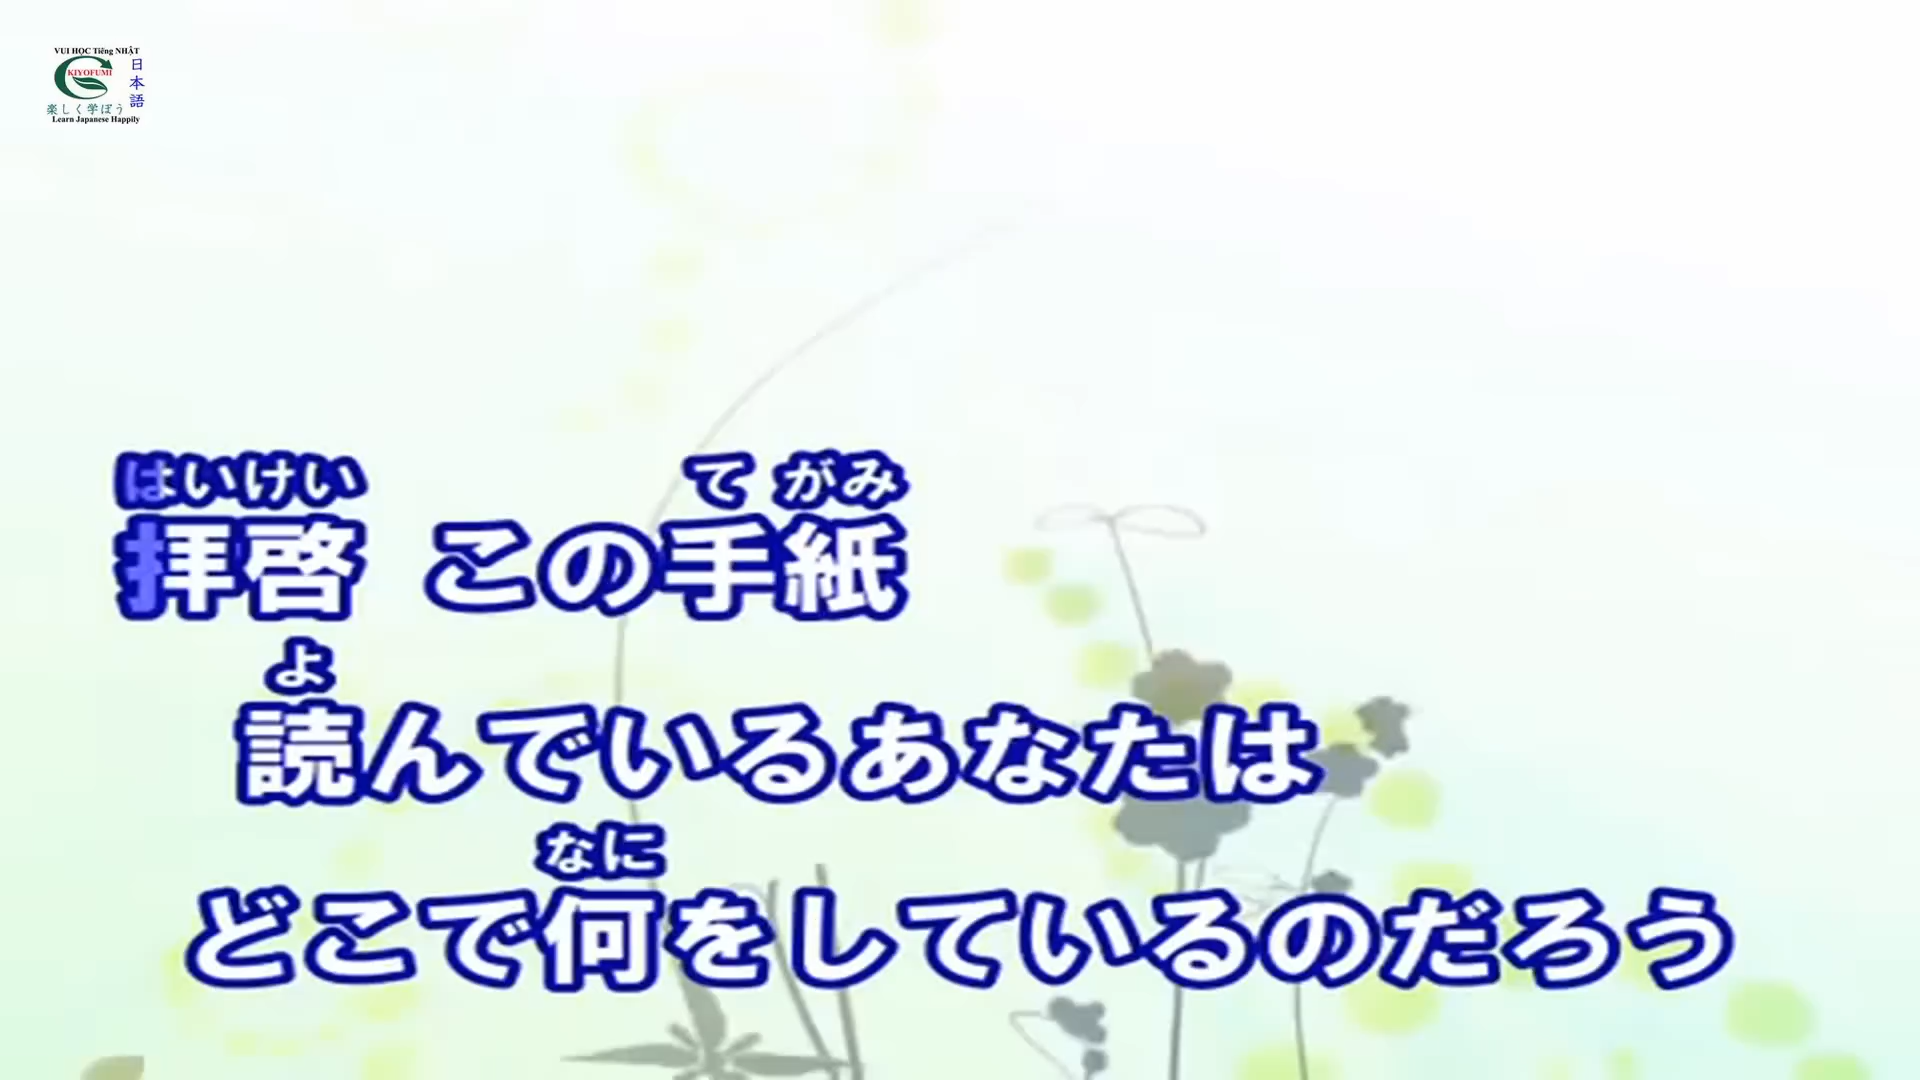 VUI HỌC Tiếng NHẬT
KIYOFUMI
日本語
楽しく学ぼう
Learn Japanese Happily
はいけい てがみ
拝啓 この手紙
よ
読んでいるあなたは
なに
どこで何をしているのだろう